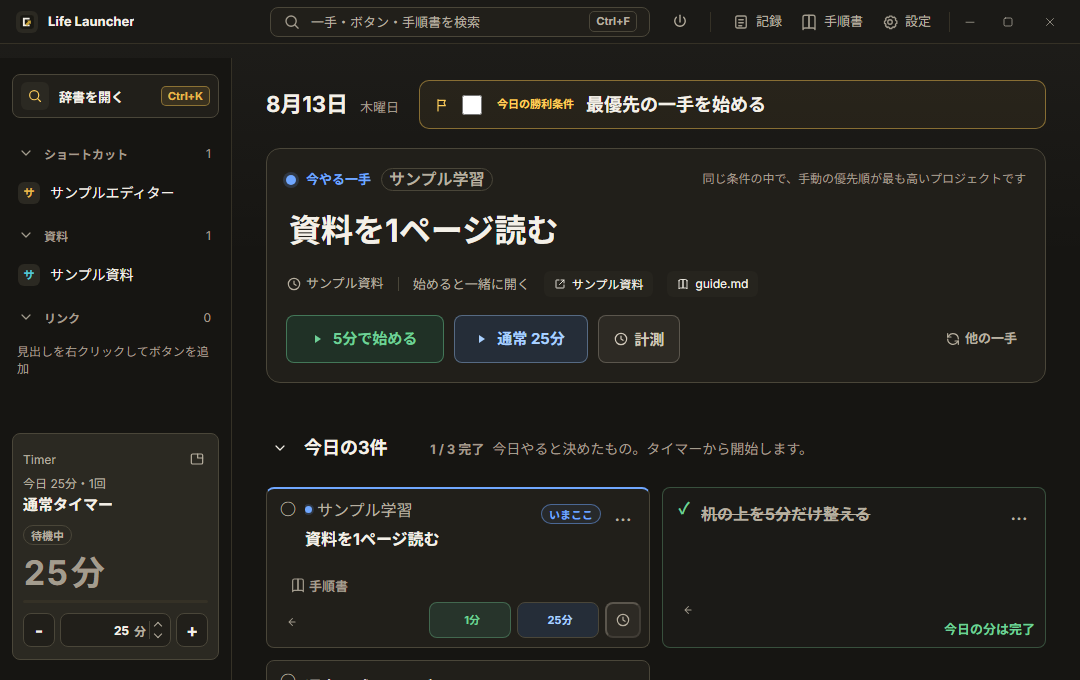 Life Launcher
一手・ボタン・手順書を検索 Ctrl+F
記録 手順書 設定
辞書を開く Ctrl+K
ショートカット 1
サ サンプルエディター
資料 1
サ サンプル資料
リンク 0
見出しを右クリックしてボタンを追
加
Timer
今日 25分・1回
通常タイマー
待機中
25分
- 25 分 +
8月13日 木曜日
今日の勝利条件 最優先の一手を始める
今やる一手 サンプル学習 同じ条件の中で、手動の優先順が最も高いプロジェクトです
資料を1ページ読む
サンプル資料 始めると一緒に開く サンプル資料 guide.md
5分で始める 通常 25分 計測 他の一手
今日の3件 1 / 3 完了 今日やると決めたもの。タイマーから開始します。
サンプル学習 いまここ ...
資料を1ページ読む
手順書
← 1分 25分
机の上を5分だけ整える ...
←
今日の分は完了